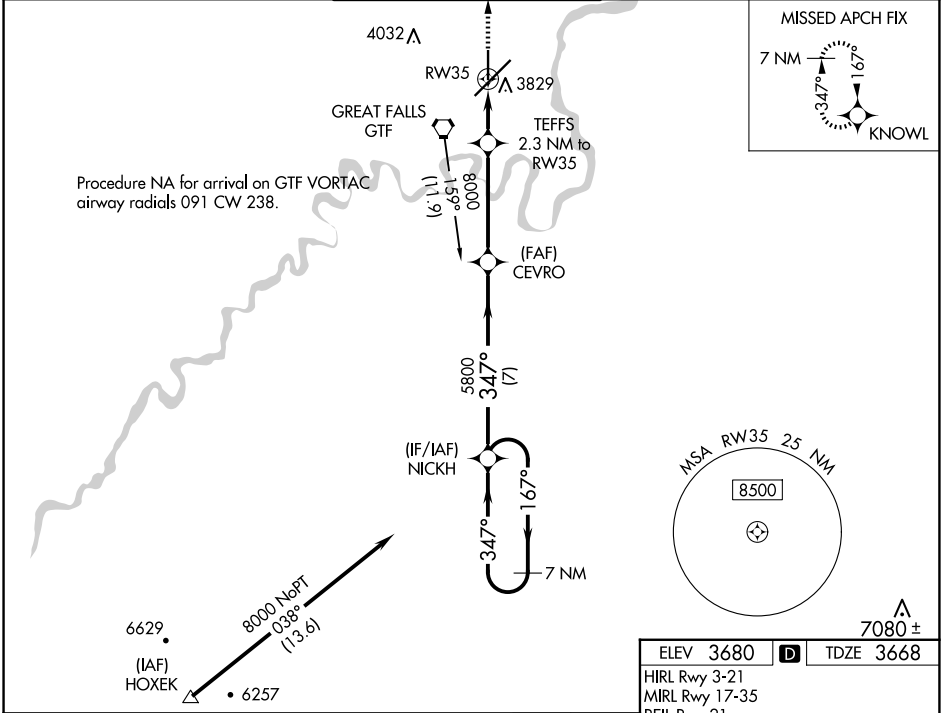 MISSED APCH FIX
7 NM
347°
167°
KNOWL
4032
RW35
3829
GREAT FALLS
GTF
TEFFS
2.3 NM to
RW35
Procedure NA for arrival on GTF VORTAC
airway radials 091 CW 238.
8000
159°
(11.9)
(FAF)
CEVRO
5800
347°
(7)
(IF/IAF)
NICKH
347°
167°
7 NM
MSA RW35 25 NM
8500
8000 NoPT
038°
(13.6)
6629
(IAF)
HOXEK
6257
7080 ±
ELEV 3680 D TDZE 3668
HIRL Rwy 3-21
MIRL Rwy 17-35